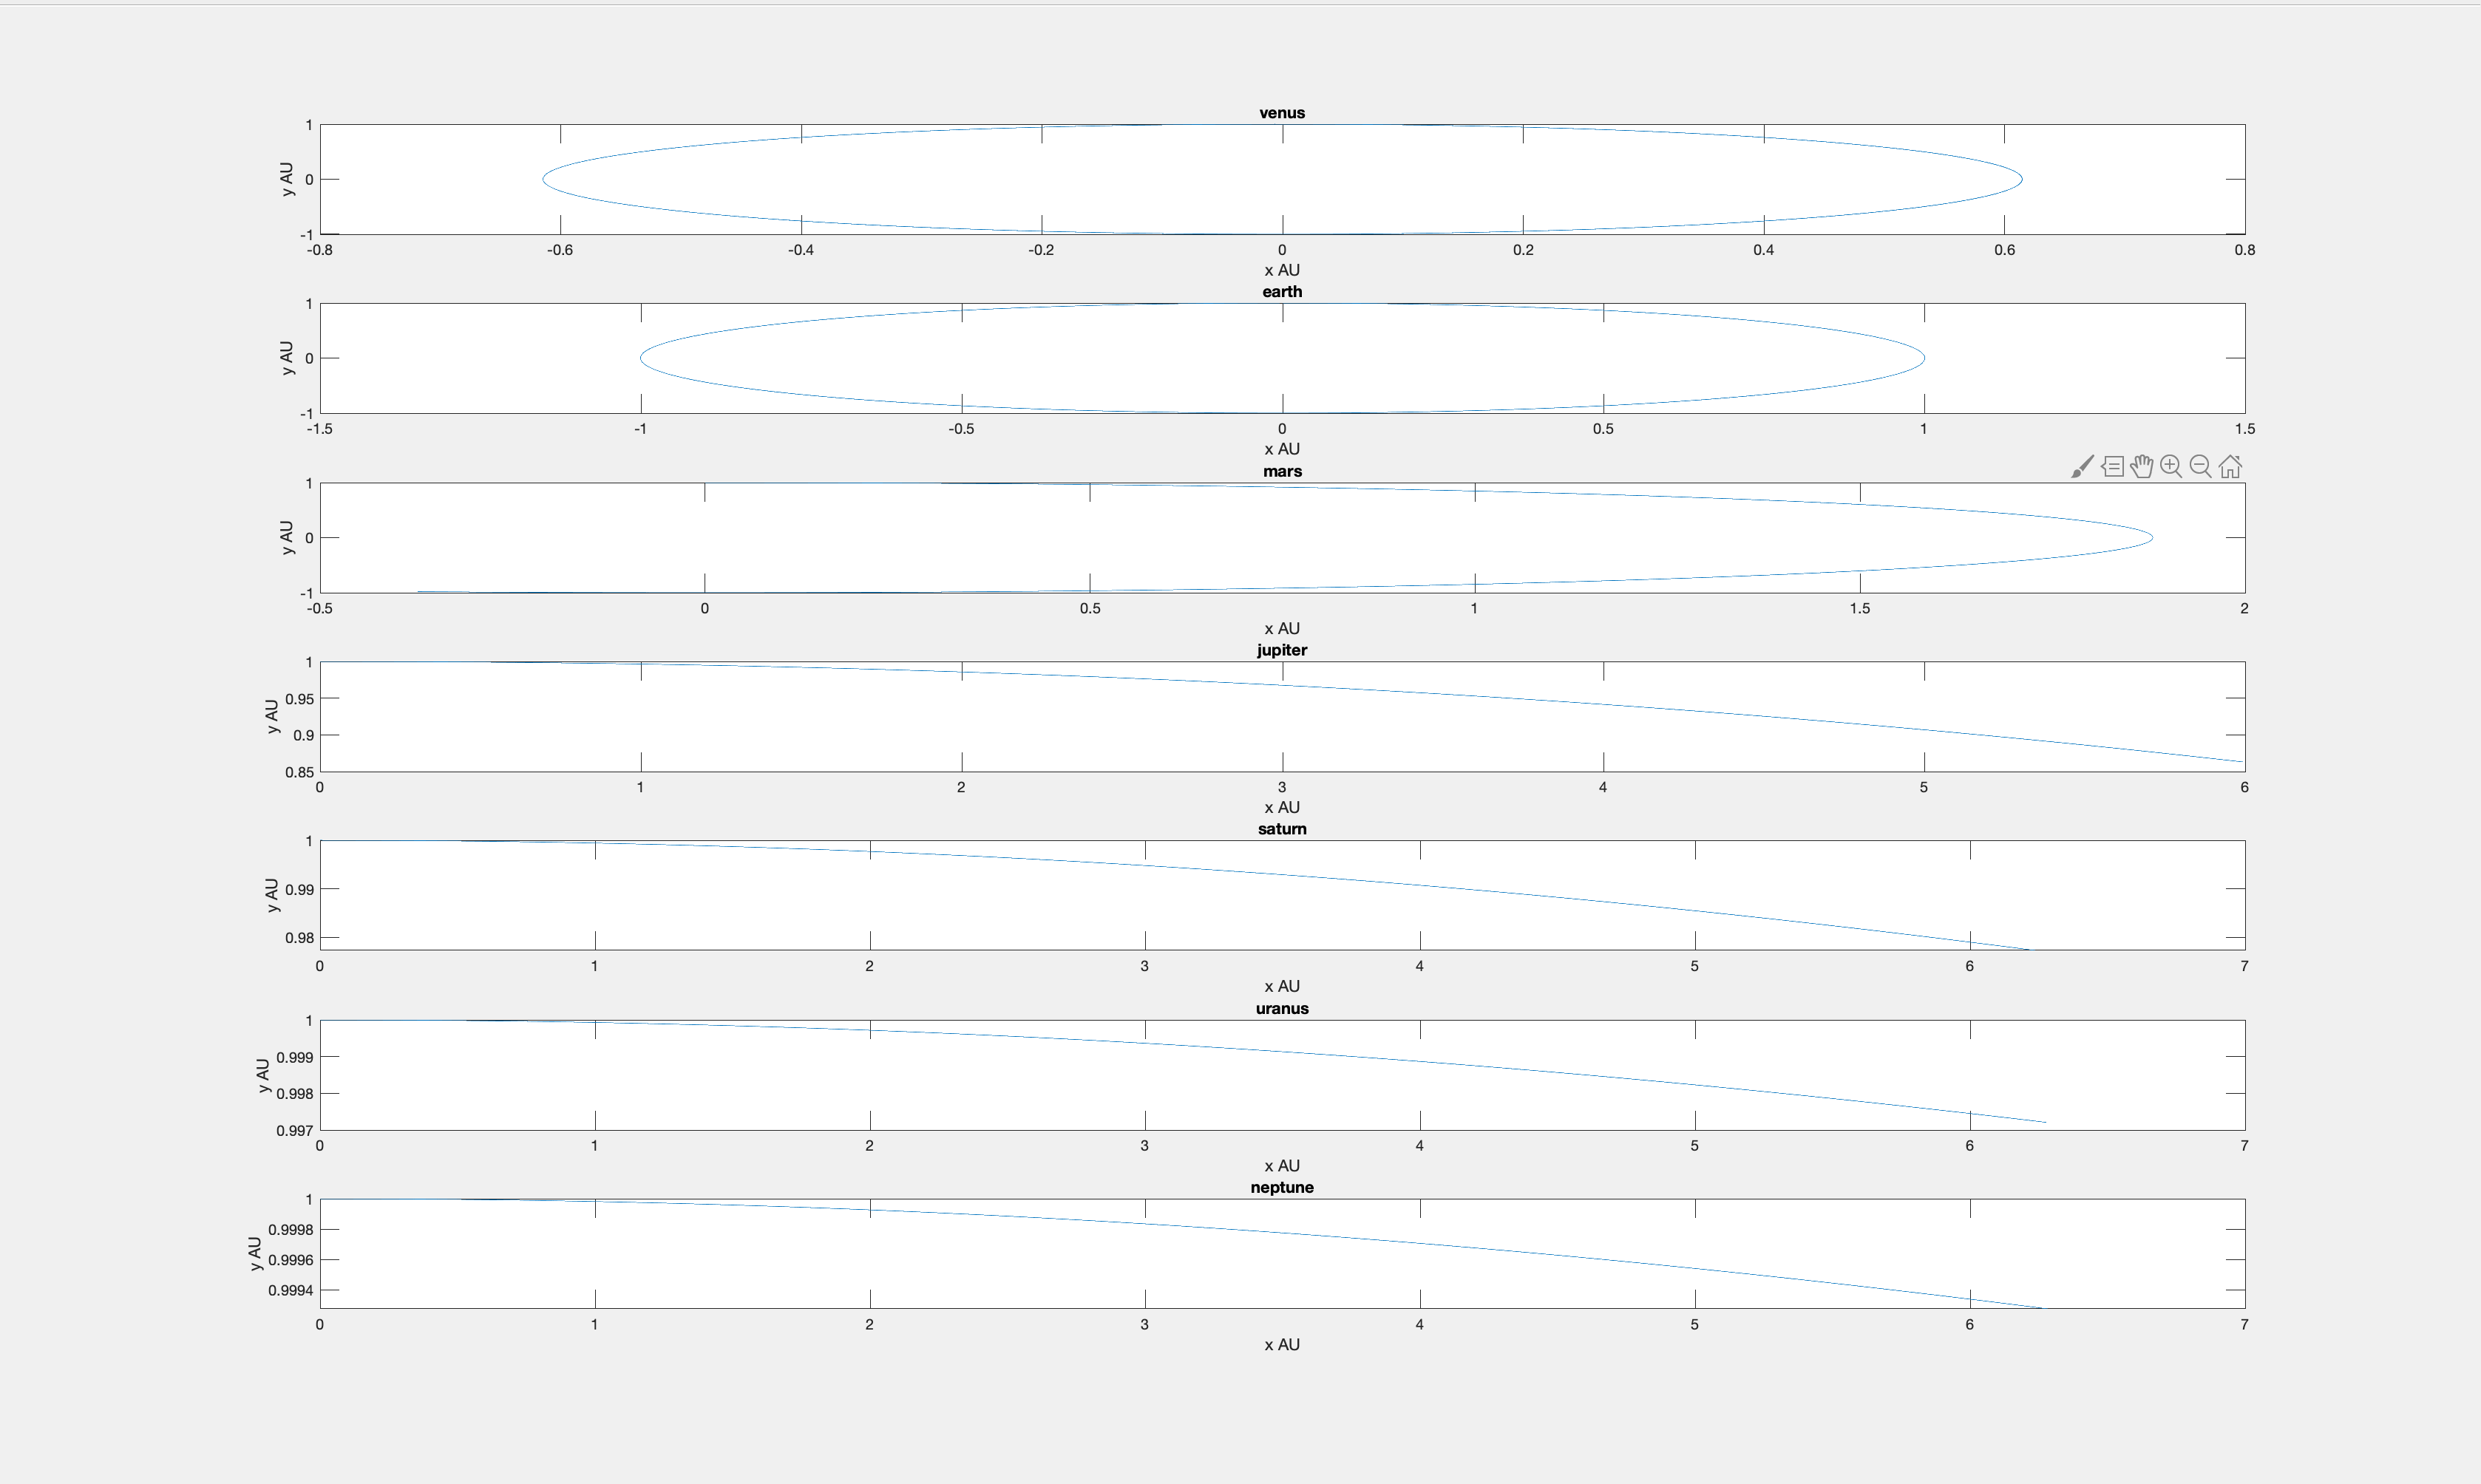 venus
1
0
-1
y AU
-0.8 -0.6 -0.4 -0.2 0 0.2 0.4 0.6 0.8
x AU
earth
1
0
-1
y AU
-1.5 -1 -0.5 0 0.5 1 1.5
x AU
mars
1
0
-1
y AU
-0.5 0 0.5 1 1.5 2
x AU
jupiter
1
0.95
0.9
0.85
y AU
0 1 2 3 4 5 6
x AU
saturn
1
0.99
0.98
y AU
0 1 2 3 4 5 6 7
x AU
uranus
1
0.999
0.998
0.997
y AU
0 1 2 3 4 5 6 7
x AU
neptune
1
0.9998
0.9996
0.9994
y AU
0 1 2 3 4 5 6 7
x AU